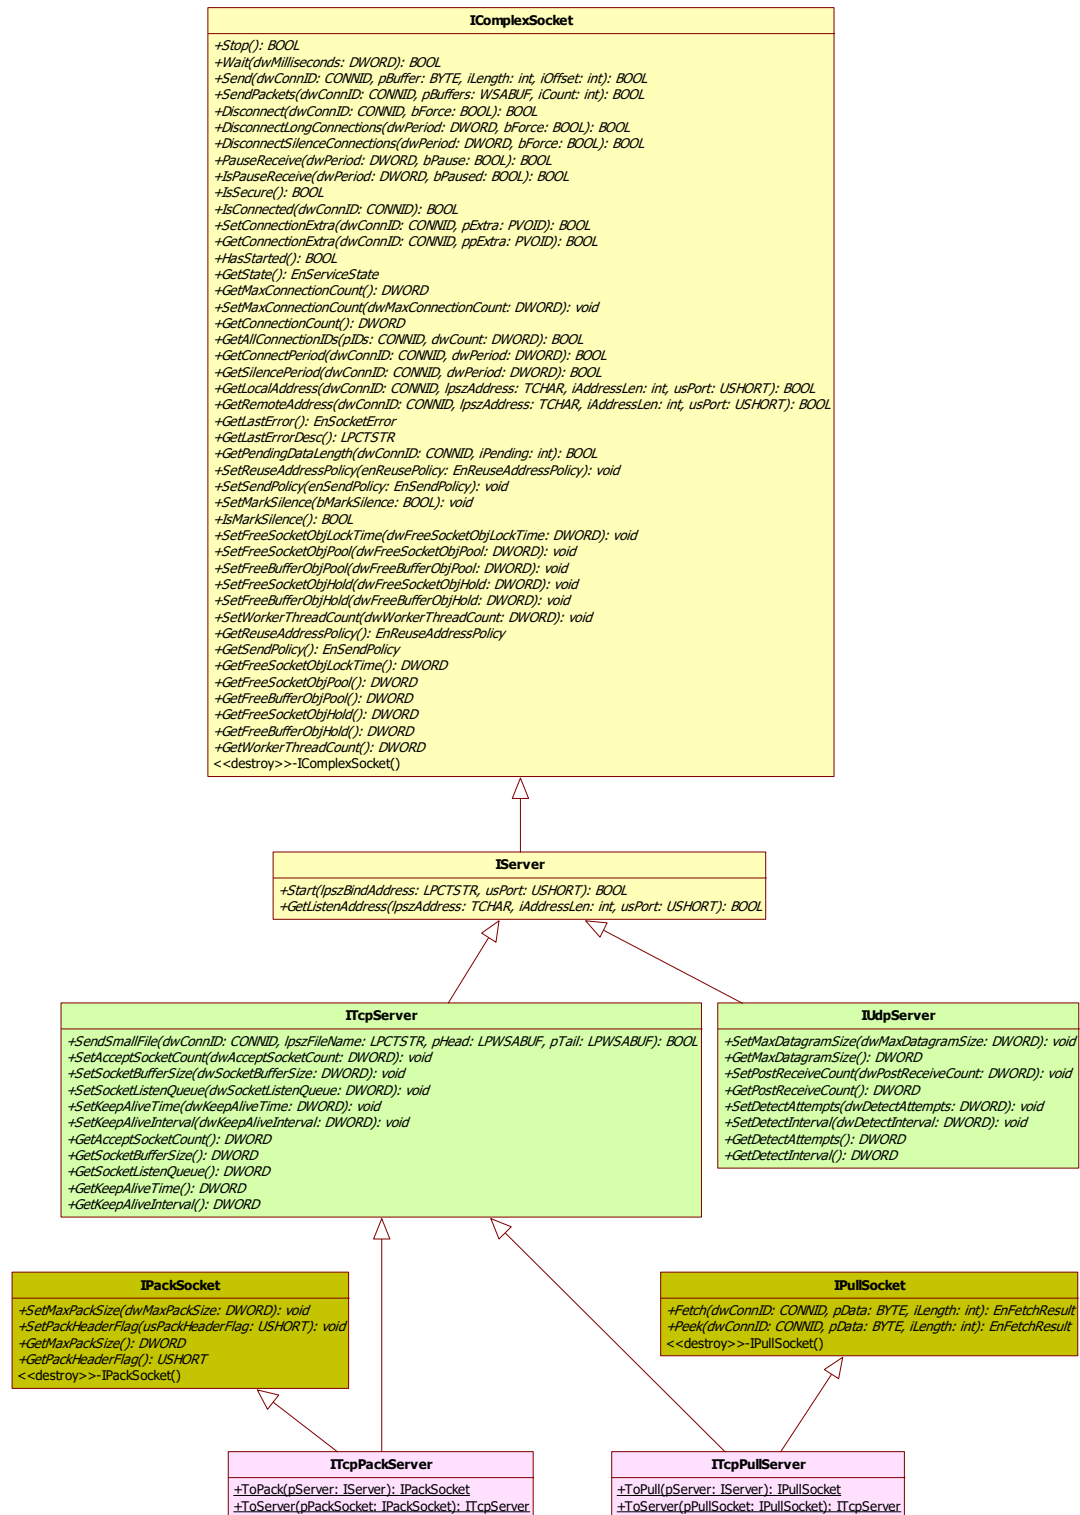 IComplexSocket
+Stop(): BOOL
+Wait(dwMilliseconds: DWORD): BOOL
+Send(dwConnID: CONNID, pBuffer: BYTE, iLength: int, iOffset: int): BOOL
+SendPackets(dwConnID: CONNID, pBuffers: WSABUF, iCount: int): BOOL
+Disconnect(dwConnID: CONNID, bForce: BOOL): BOOL
+DisconnectLongConnections(dwPeriod: DWORD, bForce: BOOL): BOOL
+DisconnectSilenceConnections(dwPeriod: DWORD, bForce: BOOL): BOOL
+PauseReceive(dwPeriod: DWORD, bPause: BOOL): BOOL
+IsPauseReceive(dwPeriod: DWORD, bPaused: BOOL): BOOL
+IsSecure(): BOOL
+IsConnected(dwConnID: CONNID): BOOL
+SetConnectionExtra(dwConnID: CONNID, pExtra: PVOID): BOOL
+GetConnectionExtra(dwConnID: CONNID, ppExtra: PVOID): BOOL
+HasStarted(): BOOL
+GetState(): EnServiceState
+GetMaxConnectionCount(): DWORD
+SetMaxConnectionCount(dwMaxConnectionCount: DWORD): void
+GetConnectionCount(): DWORD
+GetAllConnectionIDs(pIDs: CONNID, dwCount: DWORD): BOOL
+GetConnectPeriod(dwConnID: CONNID, dwPeriod: DWORD): BOOL
+GetSilencePeriod(dwConnID: CONNID, dwPeriod: DWORD): BOOL
+GetLocalAddress(dwConnID: CONNID, lpszAddress: TCHAR, iAddressLen: int, usPort: USHORT): BOOL
+GetRemoteAddress(dwConnID: CONNID, lpszAddress: TCHAR, iAddressLen: int, usPort: USHORT): BOOL
+GetLastError(): EnSocketError
+GetLastErrorDesc(): LPCTSTR
+GetPendingDataLength(dwConnID: CONNID, iPending: int): BOOL
+SetReuseAddressPolicy(enReusePolicy: EnReuseAddressPolicy): void
+SetSendPolicy(enSendPolicy: EnSendPolicy): void
+SetMarkSilence(bMarkSilence: BOOL): void
+IsMarkSilence(): BOOL
+SetFreeSocketObjLockTime(dwFreeSocketObjLockTime: DWORD): void
+SetFreeSocketObjPool(dwFreeSocketObjPool: DWORD): void
+SetFreeBufferObjPool(dwFreeBufferObjPool: DWORD): void
+SetFreeSocketObjHold(dwFreeSocketObjHold: DWORD): void
+SetFreeBufferObjHold(dwFreeBufferObjHold: DWORD): void
+SetWorkerThreadCount(dwWorkerThreadCount: DWORD): void
+GetReuseAddressPolicy(): EnReuseAddressPolicy
+GetSendPolicy(): EnSendPolicy
+GetFreeSocketObjLockTime(): DWORD
+GetFreeSocketObjPool(): DWORD
+GetFreeBufferObjPool(): DWORD
+GetFreeSocketObjHold(): DWORD
+GetFreeBufferObjHold(): DWORD
+GetWorkerThreadCount(): DWORD
<<destroy>>-IComplexSocket()
IServer
+Start(lpszBindAddress: LPCTSTR, usPort: USHORT): BOOL
+GetListenAddress(lpszAddress: TCHAR, iAddressLen: int, usPort: USHORT): BOOL
ITcpServer
+SendSmallFile(dwConnID: CONNID, lpszFileName: LPCTSTR, pHead: LPWSABUF, pTail: LPWSABUF): BOOL
+SetAcceptSocketCount(dwAcceptSocketCount: DWORD): void
+SetSocketBufferSize(dwSocketBufferSize: DWORD): void
+SetSocketListenQueue(dwSocketListenQueue: DWORD): void
+SetKeepAliveTime(dwKeepAliveTime: DWORD): void
+SetKeepAliveInterval(dwKeepAliveInterval: DWORD): void
+GetAcceptSocketCount(): DWORD
+GetSocketBufferSize(): DWORD
+GetSocketListenQueue(): DWORD
+GetKeepAliveTime(): DWORD
+GetKeepAliveInterval(): DWORD
IUdpServer
+SetMaxDatagramSize(dwMaxDatagramSize: DWORD): void
+GetMaxDatagramSize(): DWORD
+SetPostReceiveCount(dwPostReceiveCount: DWORD): void
+GetPostReceiveCount(): DWORD
+SetDetectAttempts(dwDetectAttempts: DWORD): void
+SetDetectInterval(dwDetectInterval: DWORD): void
+GetDetectAttempts(): DWORD
+GetDetectInterval(): DWORD
IPackSocket
+SetMaxPackSize(dwMaxPackSize: DWORD): void
+SetPackHeaderFlag(usPackHeaderFlag: USHORT): void
+GetMaxPackSize(): DWORD
+GetPackHeaderFlag(): USHORT
<<destroy>>-IPackSocket()
IPullSocket
+Fetch(dwConnID: CONNID, pData: BYTE, iLength: int): EnFetchResult
+Peek(dwConnID: CONNID, pData: BYTE, iLength: int): EnFetchResult
<<destroy>>-IPullSocket()
ITcpPackServer
+ToPack(pServer: IServer): IPackSocket
+ToServer(pPackSocket: IPackSocket): ITcpServer
ITcpPullServer
+ToPull(pServer: IServer): IPullSocket
+ToServer(pPullSocket: IPullSocket): ITcpServer